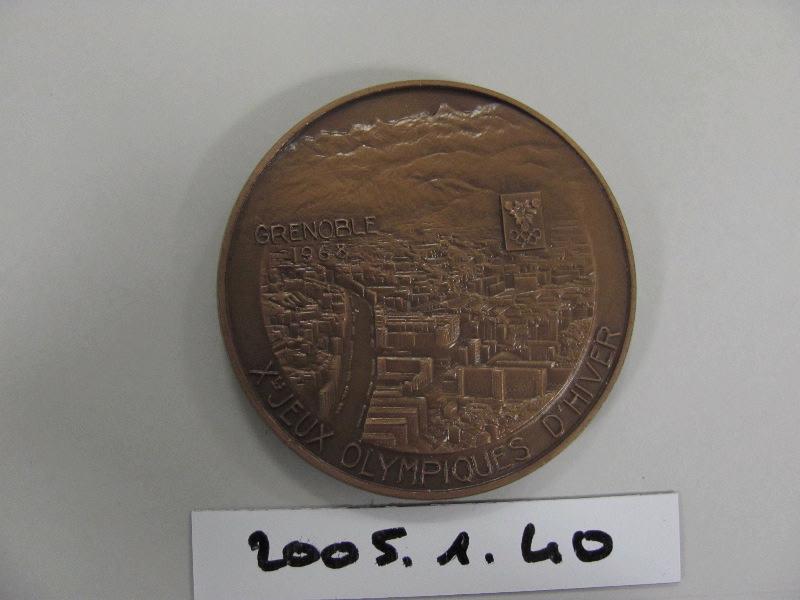 GRENOBLE
1968
Xes JEUX OLYMPIQUES D'HIVER
2005.1.40